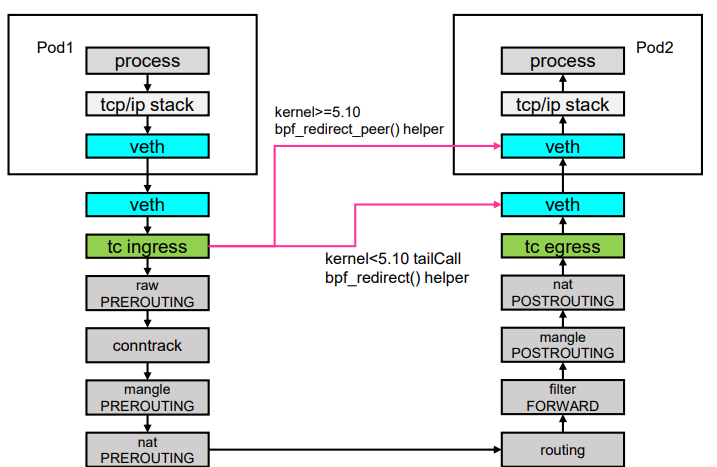 Pod1
process
tcp/ip stack
veth
veth
tc ingress
raw
PREROUTING
conntrack
mangle
PREROUTING
nat
PREROUTING
kernel>=5.10
bpf_redirect_peer() helper
kernel<5.10 tailCall
bpf_redirect() helper
Pod2
process
tcp/ip stack
veth
veth
tc egress
nat
POSTROUTING
mangle
POSTROUTING
filter
FORWARD
routing